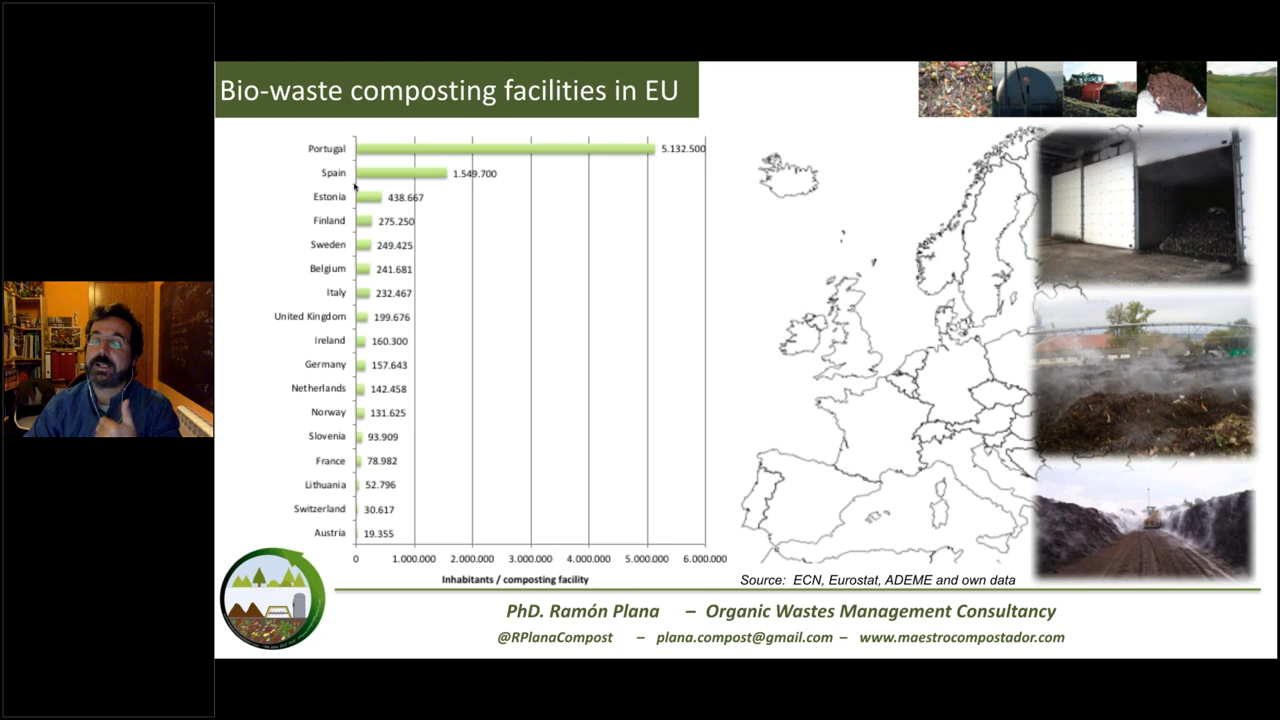 Bio-waste composting facilities in EU
Portugal 5.132.500
Spain 1.549.700
Estonia 438.667
Finland 275.250
Sweden 249.425
Belgium 241.681
Italy 232.467
United Kingdom 199.676
Ireland 160.300
Germany 157.643
Netherlands 142.458
Norway 131.625
Slovenia 93.909
France 78.982
Lithuania 52.796
Switzerland 30.617
Austria 19.355
0 1.000.000 2.000.000 3.000.000 4.000.000 5.000.000 6.000.000
Inhabitants / composting facility
Source: ECN, Eurostat, ADEME and own data
PhD. Ramón Plana – Organic Wastes Management Consultancy
@RPlanaCompost – plana.compost@gmail.com – www.maestrocompostador.com